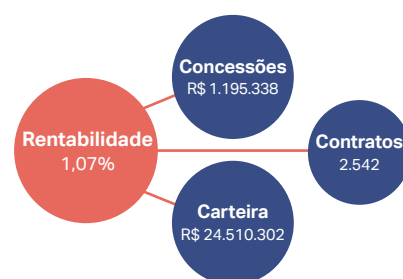 Concessões
R$ 1.195.338
Rentabilidade
1,07%
Contratos
2.542
Carteira
R$ 24.510.302